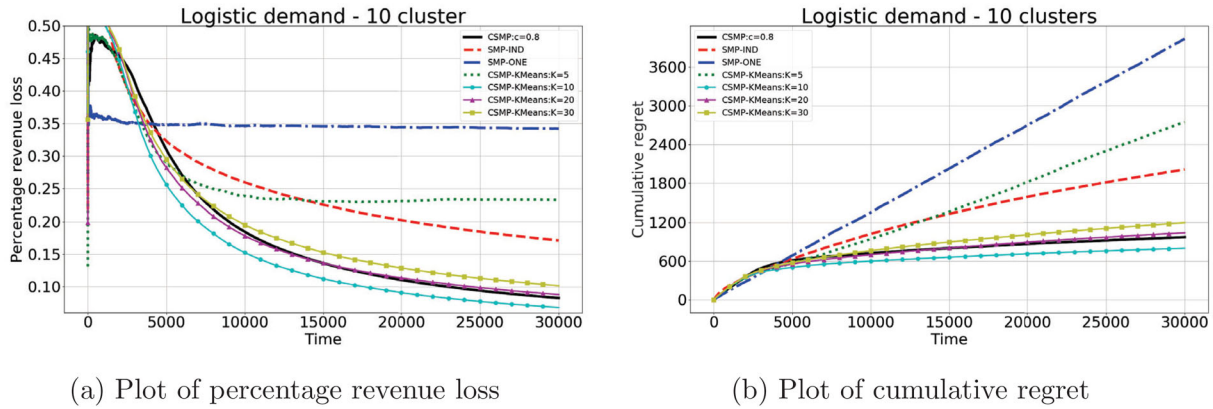 Logistic demand - 10 cluster
Percentage revenue loss
0.50
0.45
0.40
0.35
0.30
0.25
0.20
0.15
0.10
CSMP:c=0.8
SMP-IND
SMP-ONE
CSMP-KMeans:K=5
CSMP-KMeans:K=10
CSMP-KMeans:K=20
CSMP-KMeans:K=30
0 5000 10000 15000 20000 25000 30000
Time
(a) Plot of percentage revenue loss
Logistic demand - 10 clusters
Cumulative regret
3600
3000
2400
1800
1200
600
0
CSMP:c=0.8
SMP-IND
SMP-ONE
CSMP-KMeans:K=5
CSMP-KMeans:K=10
CSMP-KMeans:K=20
CSMP-KMeans:K=30
0 5000 10000 15000 20000 25000 30000
Time
(b) Plot of cumulative regret